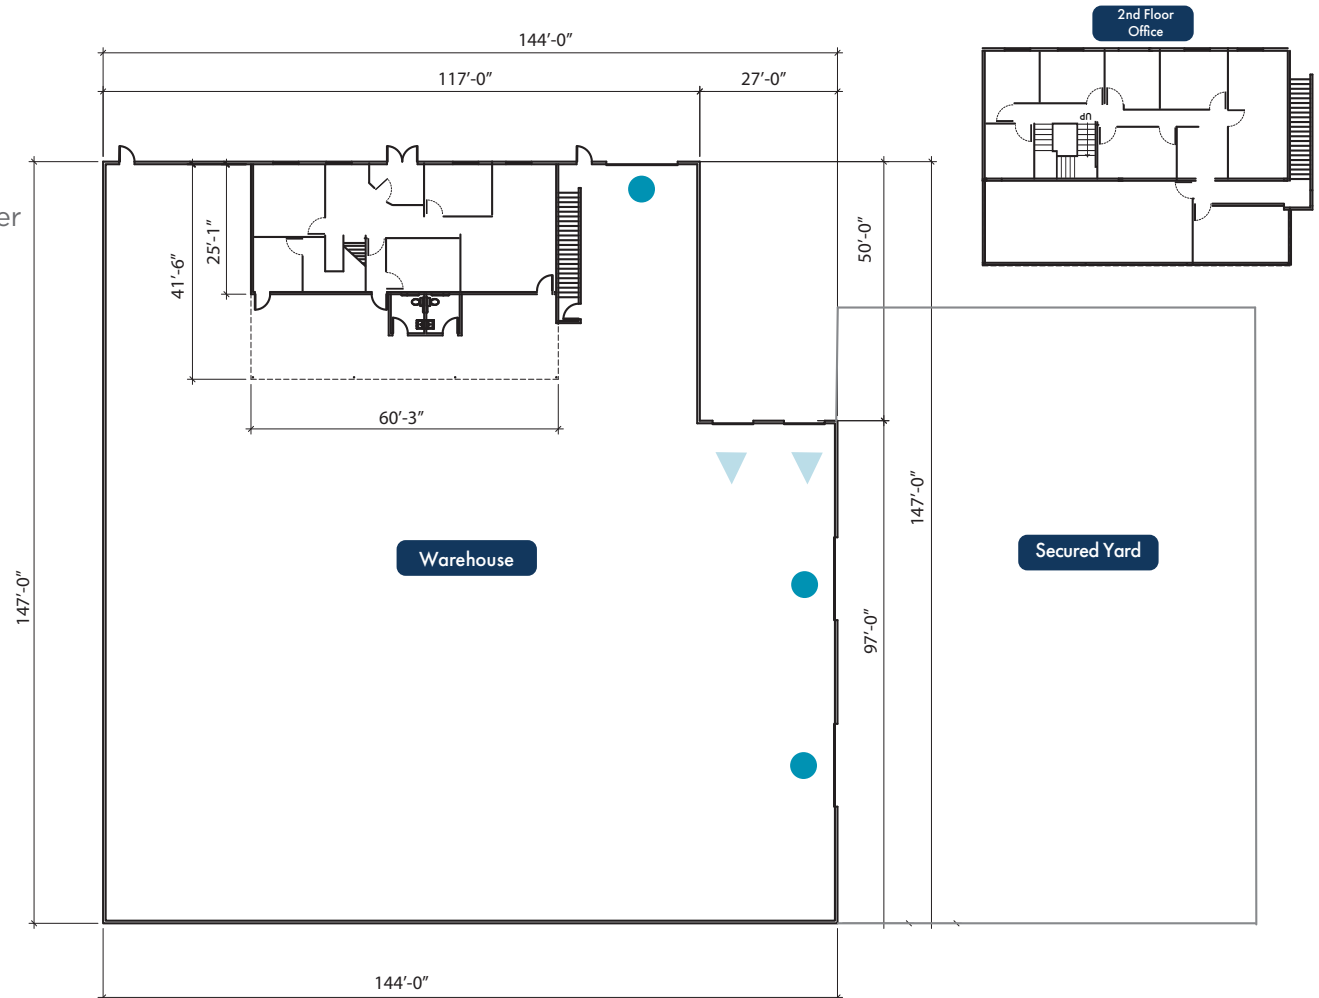 2nd Floor
Office
144’-0”
117’-0”
27’-0”
UP
er
50’-0”
25’-1”
41’-6”
60’-3”
147’-0”
Warehouse
Secured Yard
147’-0”
97’-0”
144’-0”